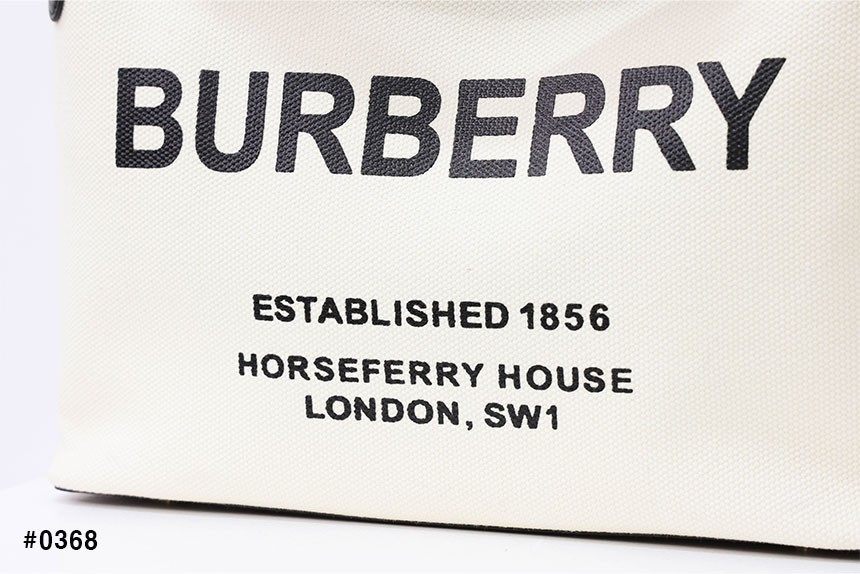 BURBERRY
ESTABLISHED 1856
HORSEFERRY HOUSE
LONDON, SW1
#0368